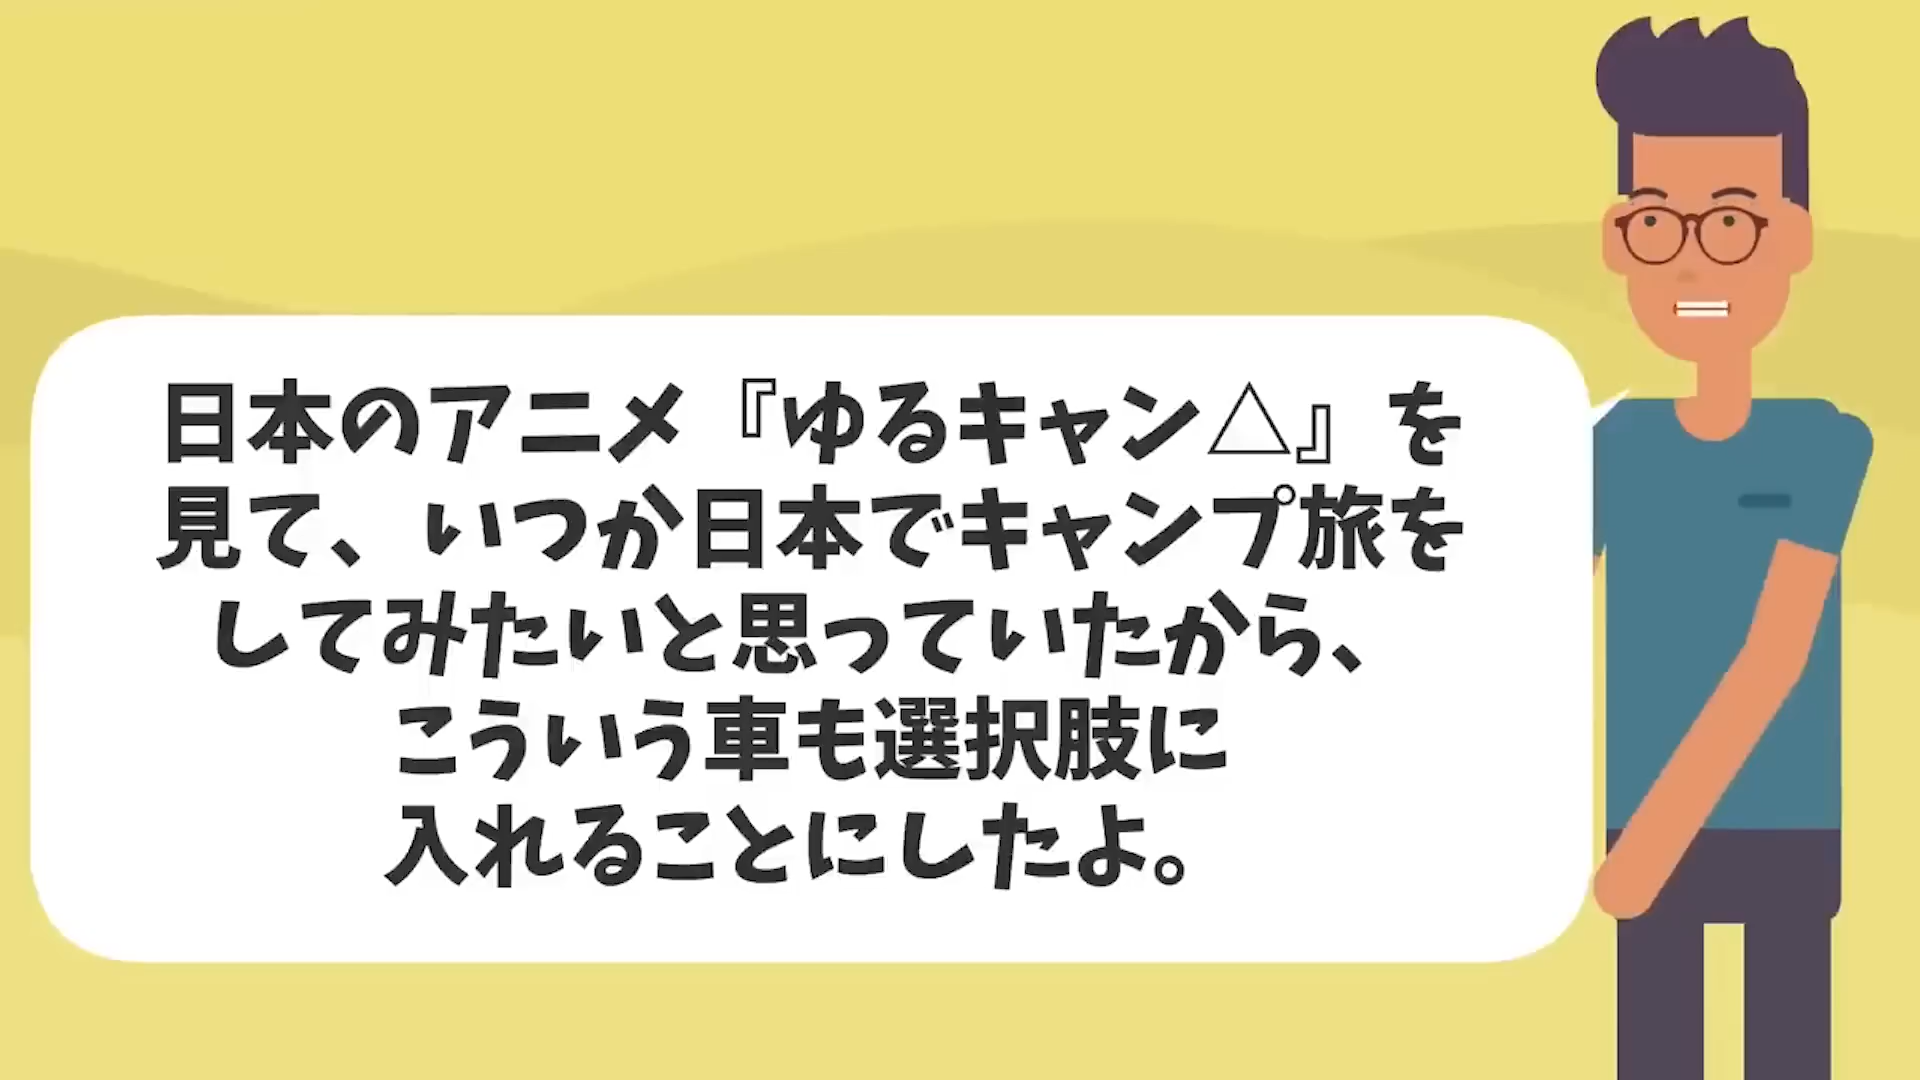 日本のアニメ『ゆるキャン△』を
見て、いつか日本でキャンプ旅を
してみたいと思っていたから、
こういう車も選択肢に
入れることにしたよ。